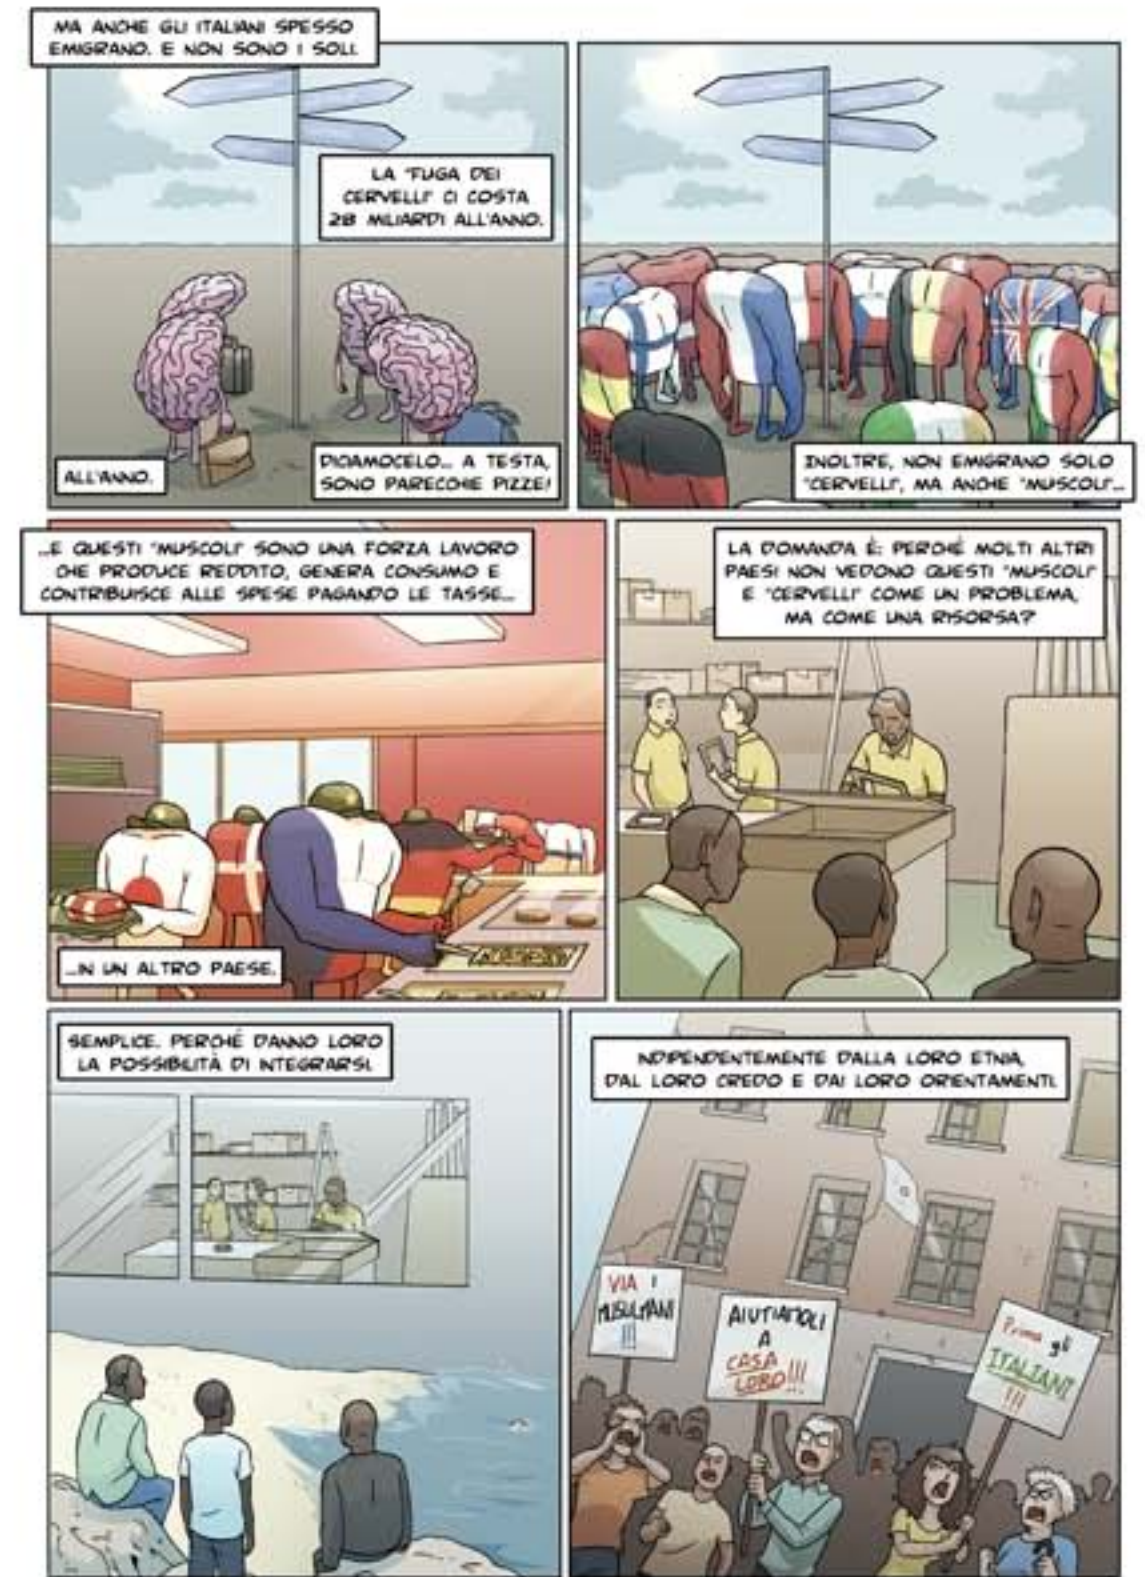 MA ANCHE GLI ITALIANI SPESSO
EMIGRANO. E NON SONO I SOLI.
LA "FUGA DEI
CERVELLI" CI COSTA
28 MILIARDI ALL'ANNO.
ALL'ANNO.
DICIAMOCELO... A TESTA,
SONO PARECCHIE PIZZE!
INOLTRE, NON EMIGRANO SOLO
"CERVELLI", MA ANCHE "MUSCOLI"...
...E QUESTI "MUSCOLI" SONO UNA FORZA LAVORO
CHE PRODUCE REDDITO, GENERA CONSUMO E
CONTRIBUISCE ALLE SPESE PAGANDO LE TASSE...
...IN UN ALTRO PAESE.
LA DOMANDA È: PERCHÉ MOLTI ALTRI
PAESI NON VEDONO QUESTI "MUSCOLI"
E "CERVELLI" COME UN PROBLEMA,
MA COME UNA RISORSA?
SEMPLICE. PERCHÉ DANNO LORO
LA POSSIBILITÀ DI INTEGRARSI.
INDIPENDENTEMENTE DALLA LORO ETNIA,
DAL LORO CREDO E DAI LORO ORIENTAMENTI.
VIA I
MUSULMANI
!!!
AIUTIAMOLI
A
CASA
LORO!!!
Prima gli
ITALIANI
!!!